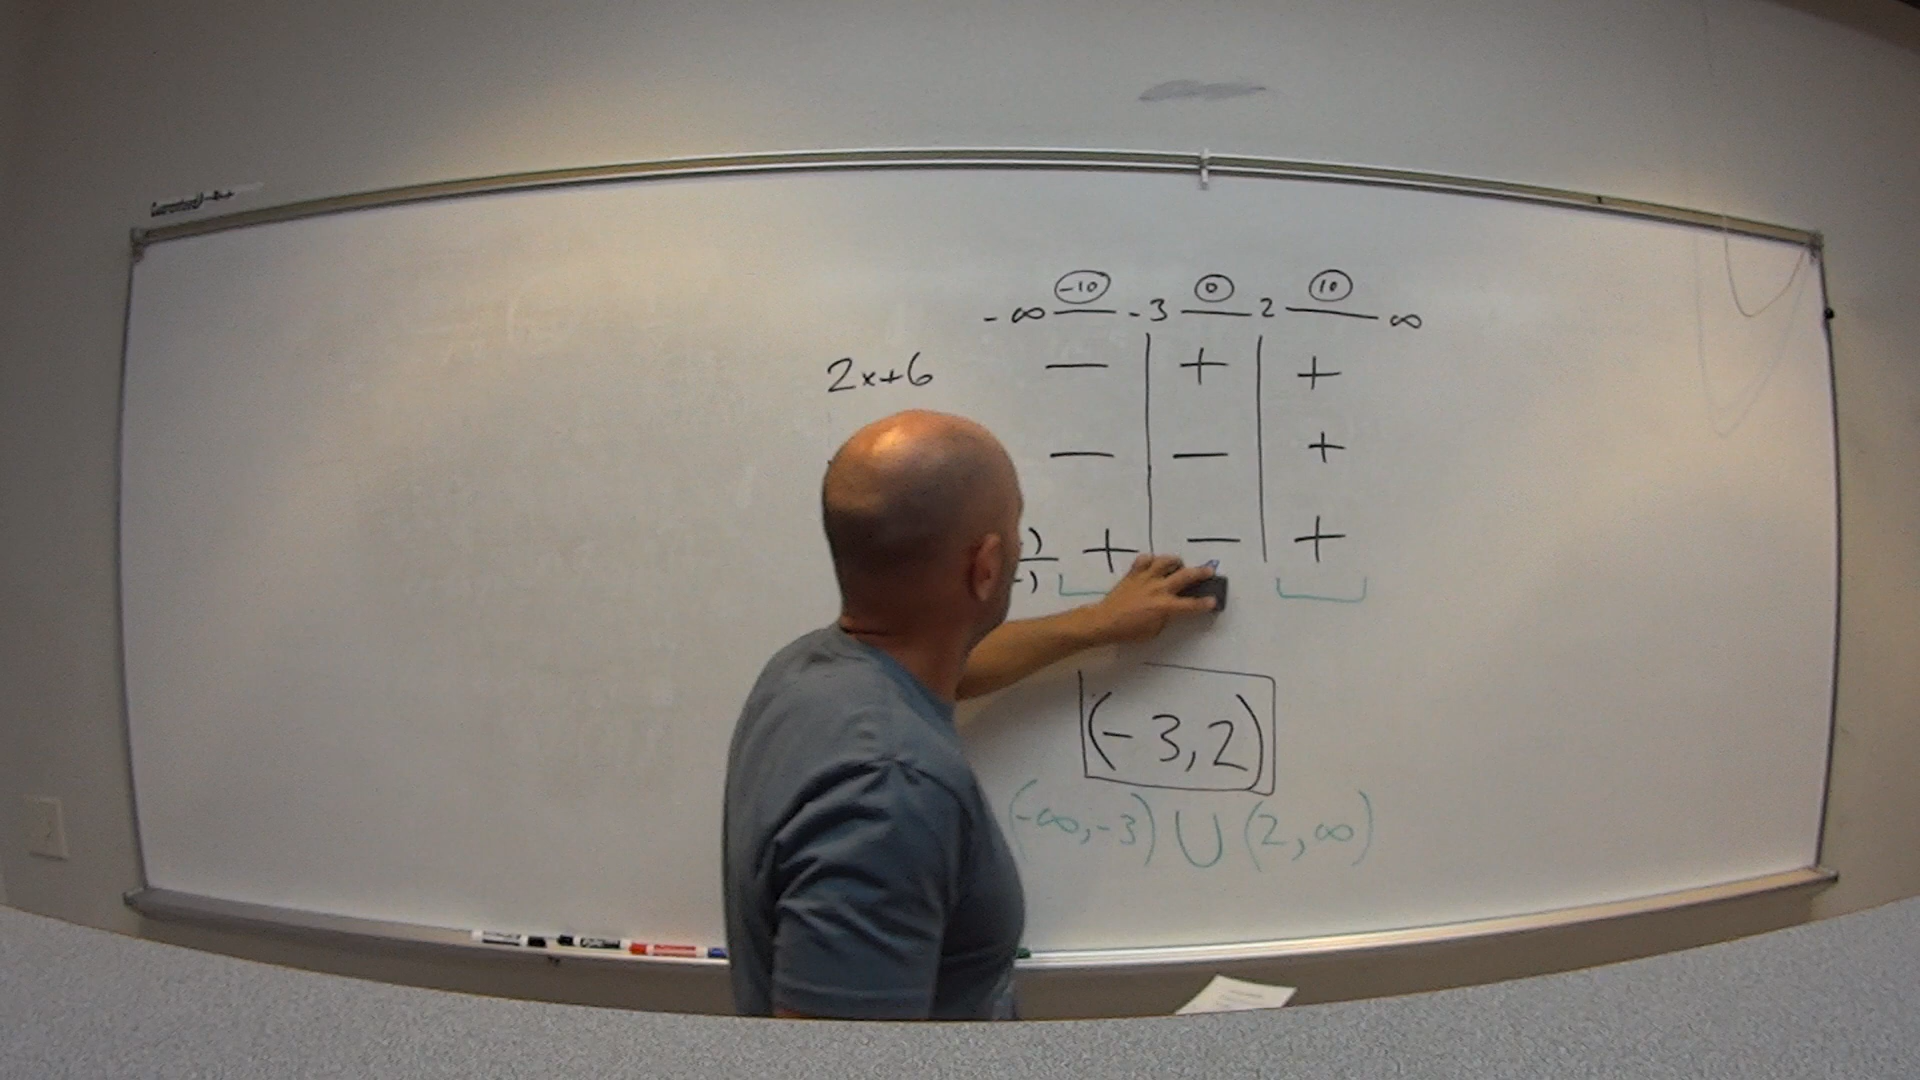 -10 0 10
-∞ -3 2 ∞
2x+6 — + +
— — +
+ — +
(-3,2)
(-∞,-3) ∪ (2,∞)